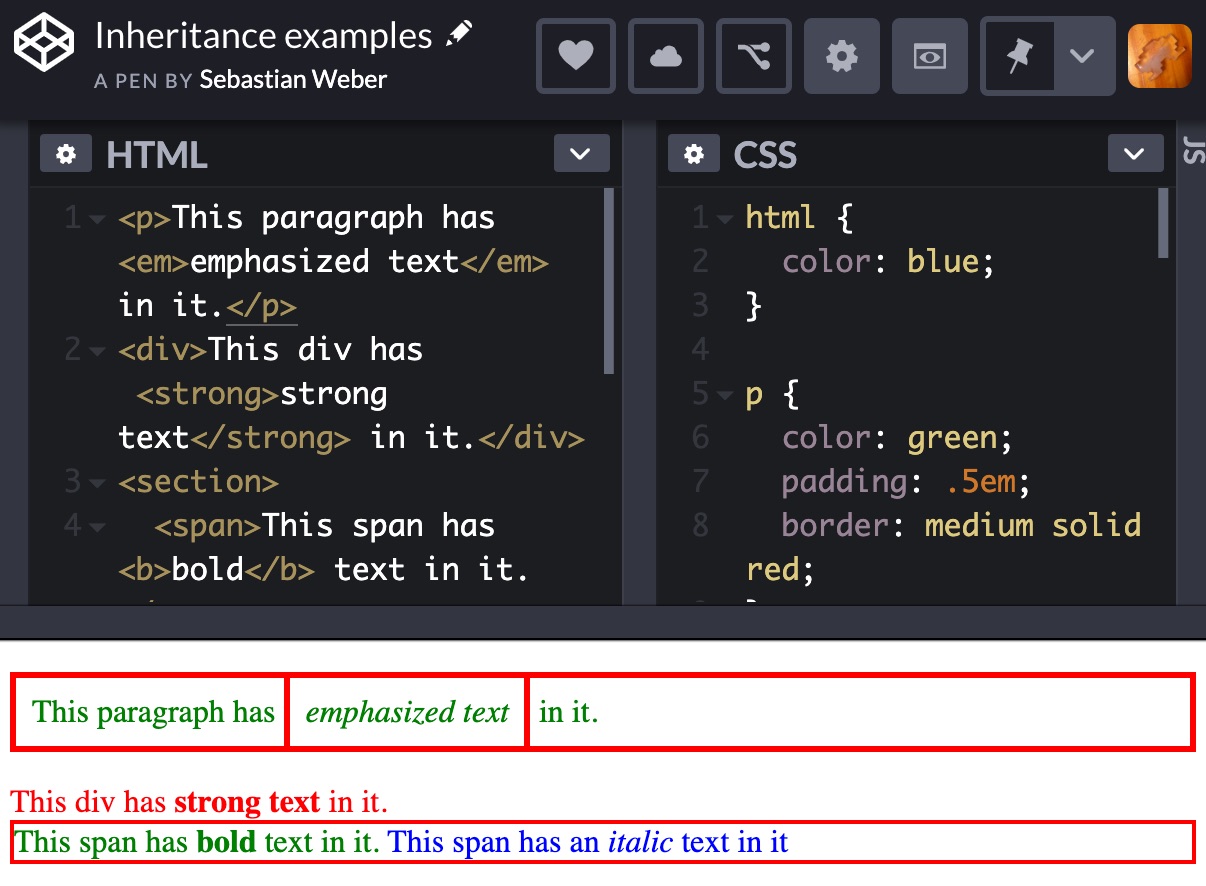 Inheritance examples
A PEN BY Sebastian Weber
HTML
1 <p>This paragraph has
<em>emphasized text</em>
in it.</p>
2 <div>This div has
<strong>strong
text</strong> in it.</div>
3 <section>
4 <span>This span has
<b>bold</b> text in it.
CSS
1 html {
2 color: blue;
3 }
4
5 p {
6 color: green;
7 padding: .5em;
8 border: medium solid
red;
JS
This paragraph has emphasized text in it.
This div has strong text in it.
This span has bold text in it. This span has an italic text in it